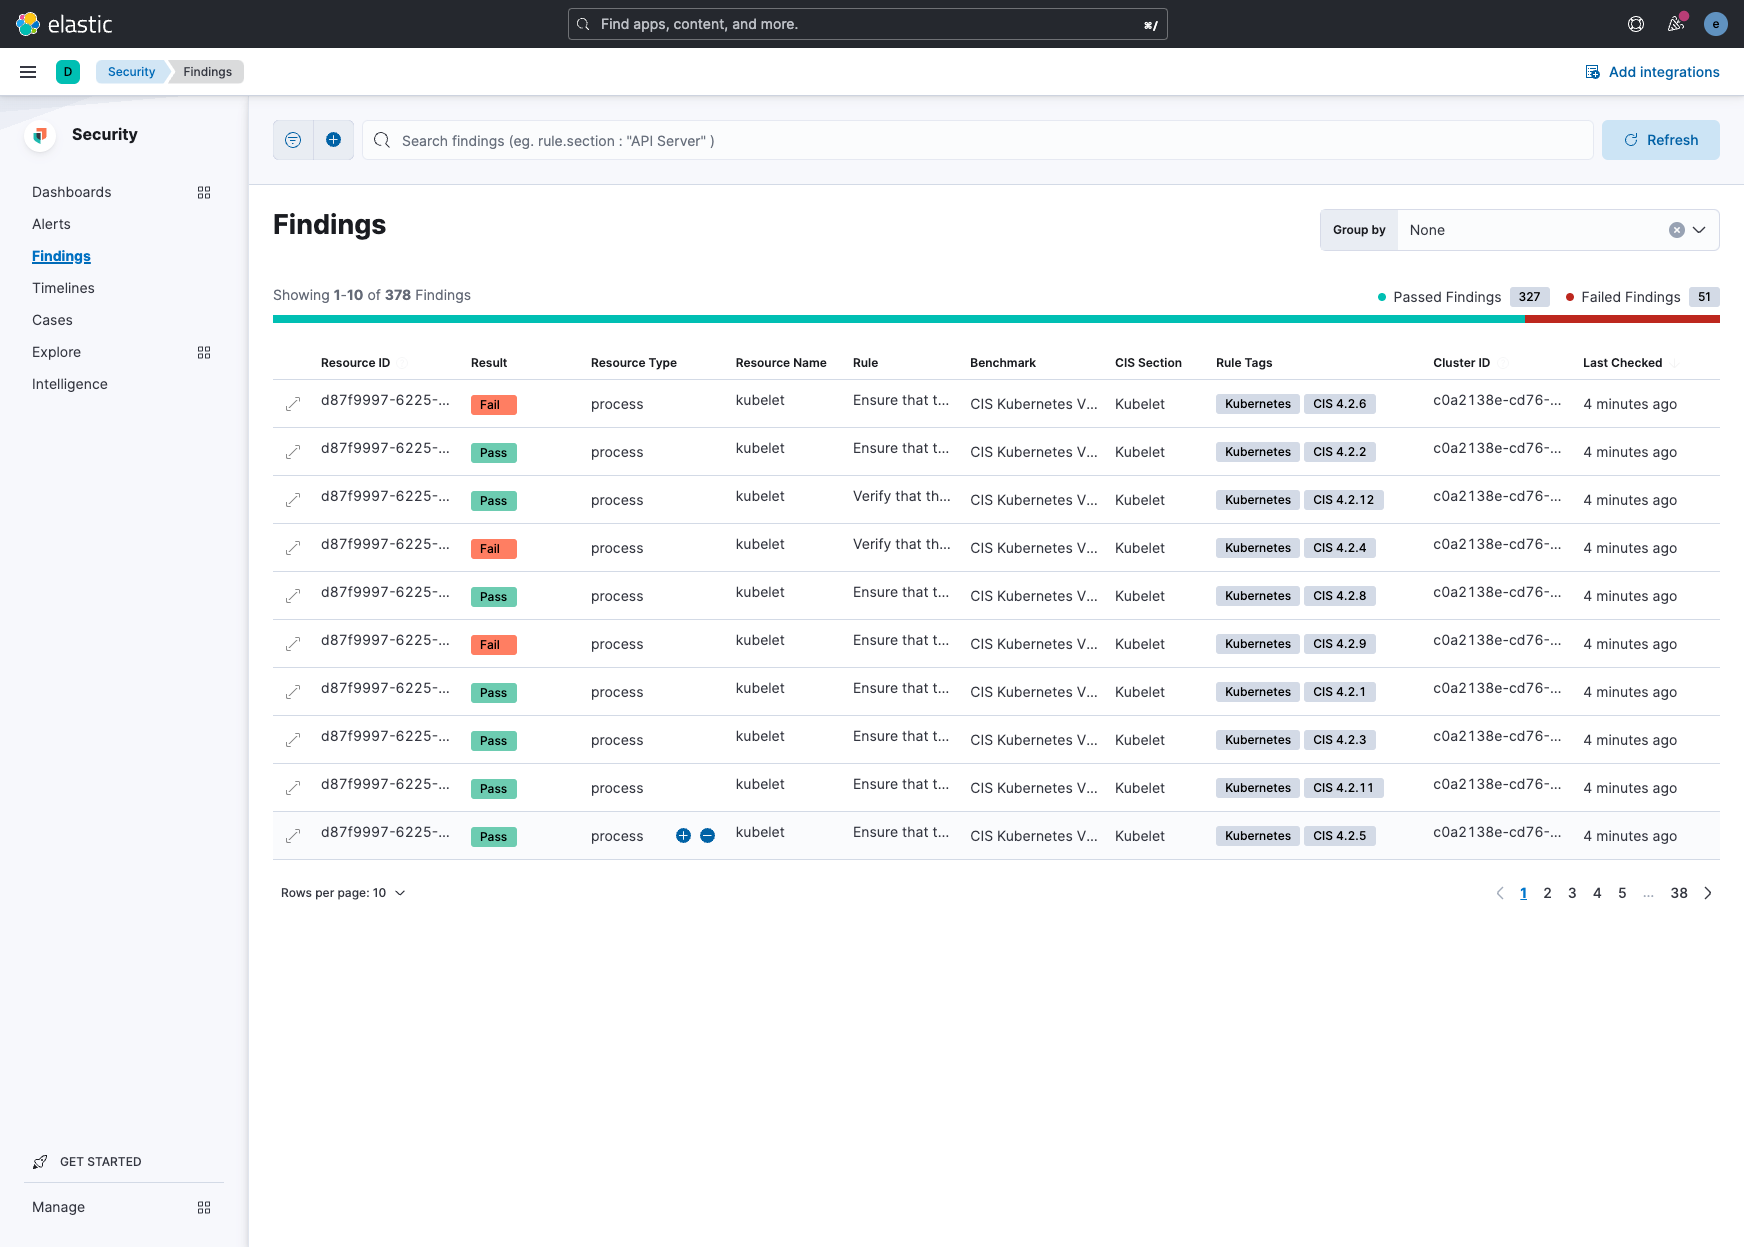 elastic
Find apps, content, and more.
⌘/
e
D
Security
Findings
Add integrations
Security
Search findings (eg. rule.section : "API Server" )
Refresh
Dashboards
Alerts
Findings
Timelines
Cases
Explore
Intelligence
Findings
Group by
None
Showing 1-10 of 378 Findings
Passed Findings 327
Failed Findings 51
Resource ID Result Resource Type Resource Name Rule Benchmark CIS Section Rule Tags Cluster ID Last Checked
d87f9997-6225-... Fail process kubelet Ensure that t... CIS Kubernetes V... Kubelet Kubernetes CIS 4.2.6 c0a2138e-cd76-... 4 minutes ago
d87f9997-6225-... Pass process kubelet Ensure that t... CIS Kubernetes V... Kubelet Kubernetes CIS 4.2.2 c0a2138e-cd76-... 4 minutes ago
d87f9997-6225-... Pass process kubelet Verify that th... CIS Kubernetes V... Kubelet Kubernetes CIS 4.2.12 c0a2138e-cd76-... 4 minutes ago
d87f9997-6225-... Fail process kubelet Verify that th... CIS Kubernetes V... Kubelet Kubernetes CIS 4.2.4 c0a2138e-cd76-... 4 minutes ago
d87f9997-6225-... Pass process kubelet Ensure that t... CIS Kubernetes V... Kubelet Kubernetes CIS 4.2.8 c0a2138e-cd76-... 4 minutes ago
d87f9997-6225-... Fail process kubelet Ensure that t... CIS Kubernetes V... Kubelet Kubernetes CIS 4.2.9 c0a2138e-cd76-... 4 minutes ago
d87f9997-6225-... Pass process kubelet Ensure that t... CIS Kubernetes V... Kubelet Kubernetes CIS 4.2.1 c0a2138e-cd76-... 4 minutes ago
d87f9997-6225-... Pass process kubelet Ensure that t... CIS Kubernetes V... Kubelet Kubernetes CIS 4.2.3 c0a2138e-cd76-... 4 minutes ago
d87f9997-6225-... Pass process kubelet Ensure that t... CIS Kubernetes V... Kubelet Kubernetes CIS 4.2.11 c0a2138e-cd76-... 4 minutes ago
d87f9997-6225-... Pass process kubelet Ensure that t... CIS Kubernetes V... Kubelet Kubernetes CIS 4.2.5 c0a2138e-cd76-... 4 minutes ago
Rows per page: 10
1 2 3 4 5 ... 38
GET STARTED
Manage